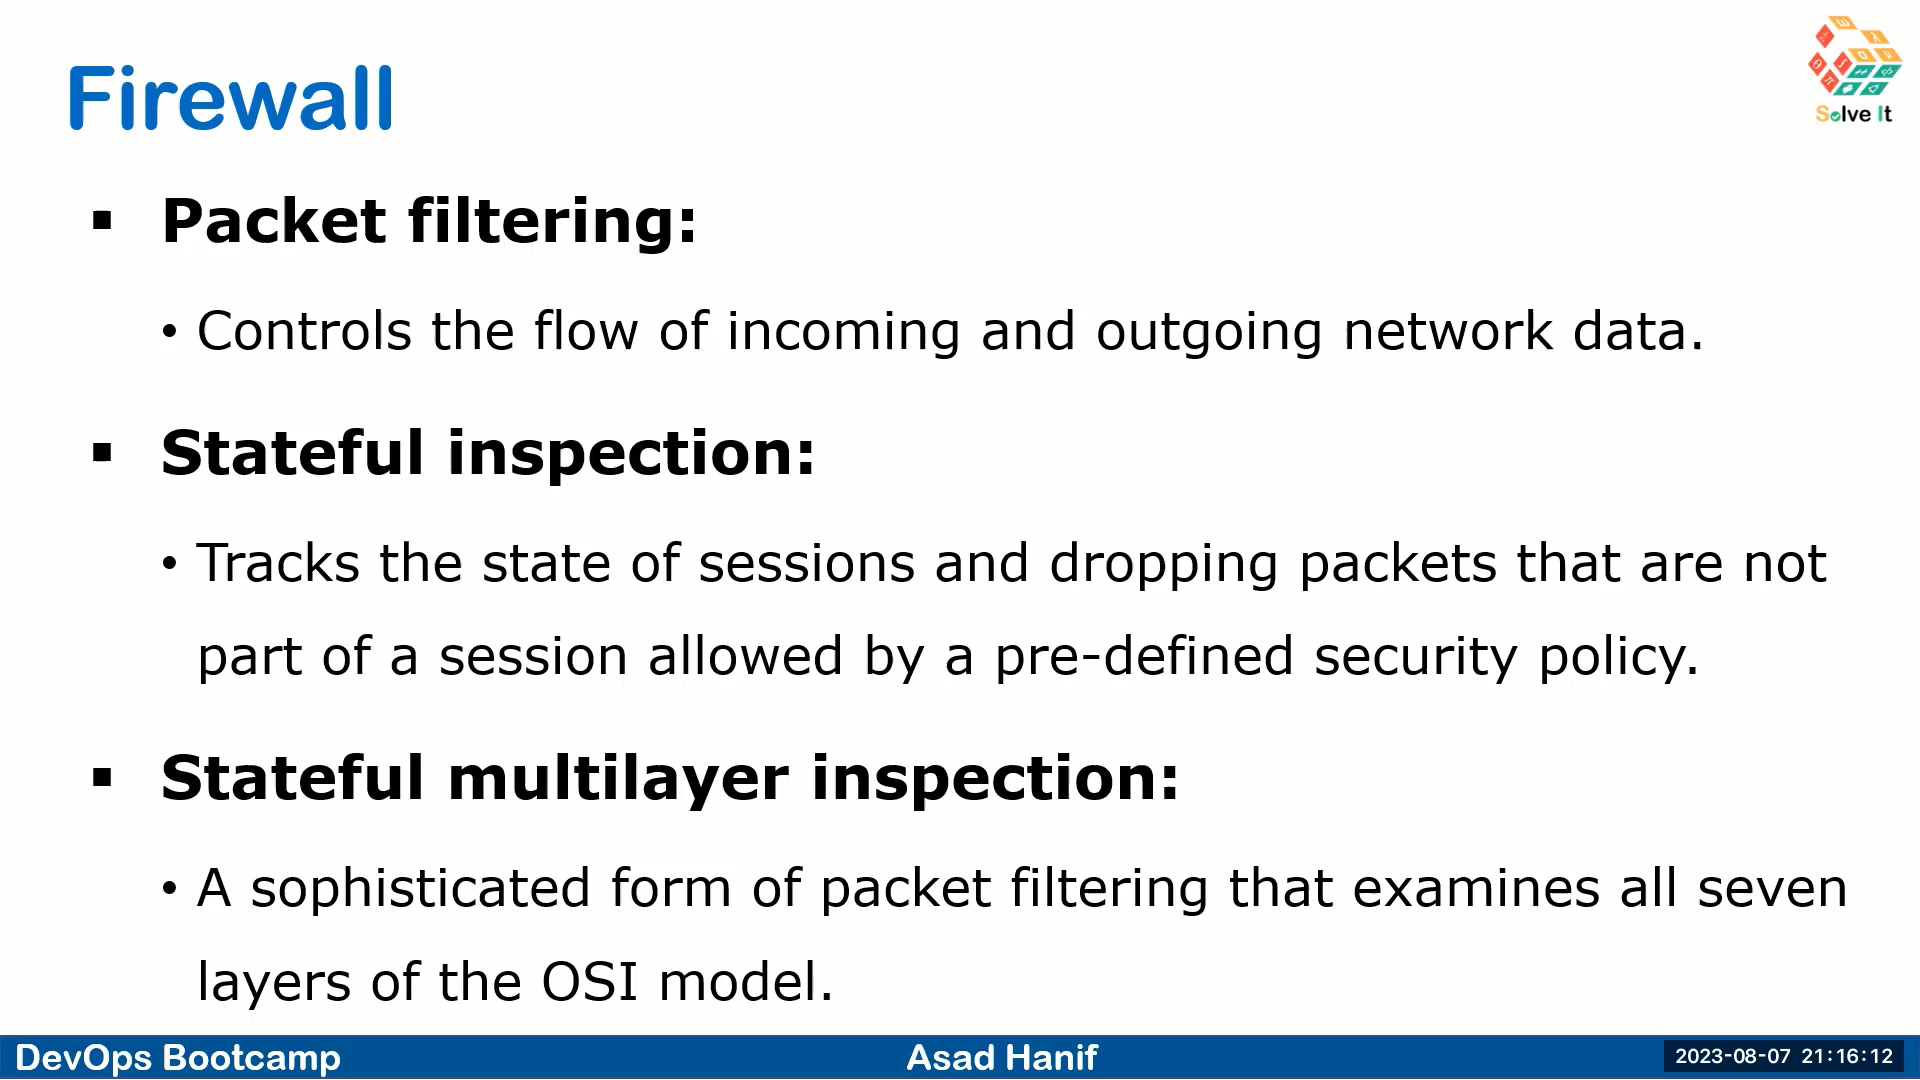 Firewall
Solve It
▪ Packet filtering:
• Controls the flow of incoming and outgoing network data.
▪ Stateful inspection:
• Tracks the state of sessions and dropping packets that are not
part of a session allowed by a pre-defined security policy.
▪ Stateful multilayer inspection:
• A sophisticated form of packet filtering that examines all seven
layers of the OSI model.
DevOps Bootcamp
Asad Hanif
2023-08-07 21:16:12